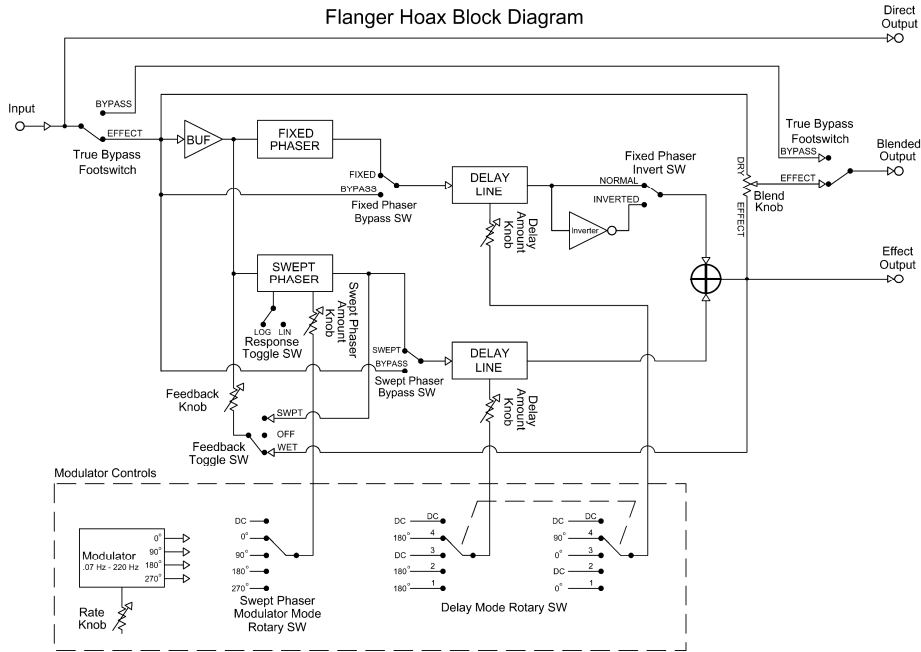 Flanger Hoax Block Diagram
Direct
Output
Input
BYPASS
EFFECT
True Bypass
Footswitch
BUF
FIXED
PHASER
FIXED
BYPASS
Fixed Phaser
Bypass SW
DELAY
LINE
Delay
Amount
Knob
Fixed Phaser
Invert SW
NORMAL
INVERTED
Inverter
DRY
EFFECT
Blend
Knob
True Bypass
Footswitch
BYPASS
EFFECT
Blended
Output
Effect
Output
SWEPT
PHASER
LOG
LIN
Response
Toggle SW
Swept Phaser
Amount
Knob
SWEPT
BYPASS
Swept Phaser
Bypass SW
DELAY
LINE
Delay
Amount
Knob
Feedback
Knob
SWPT
OFF
WET
Feedback
Toggle SW
Modulator Controls
Modulator
.07 Hz - 220 Hz
0°
90°
180°
270°
Rate
Knob
DC
0°
90°
180°
270°
Swept Phaser
Modulator Mode
Rotary SW
DC DC
180° 4
DC 3
180° 2
180° 1
DC DC
90° 4
0° 3
DC 2
0° 1
Delay Mode Rotary SW